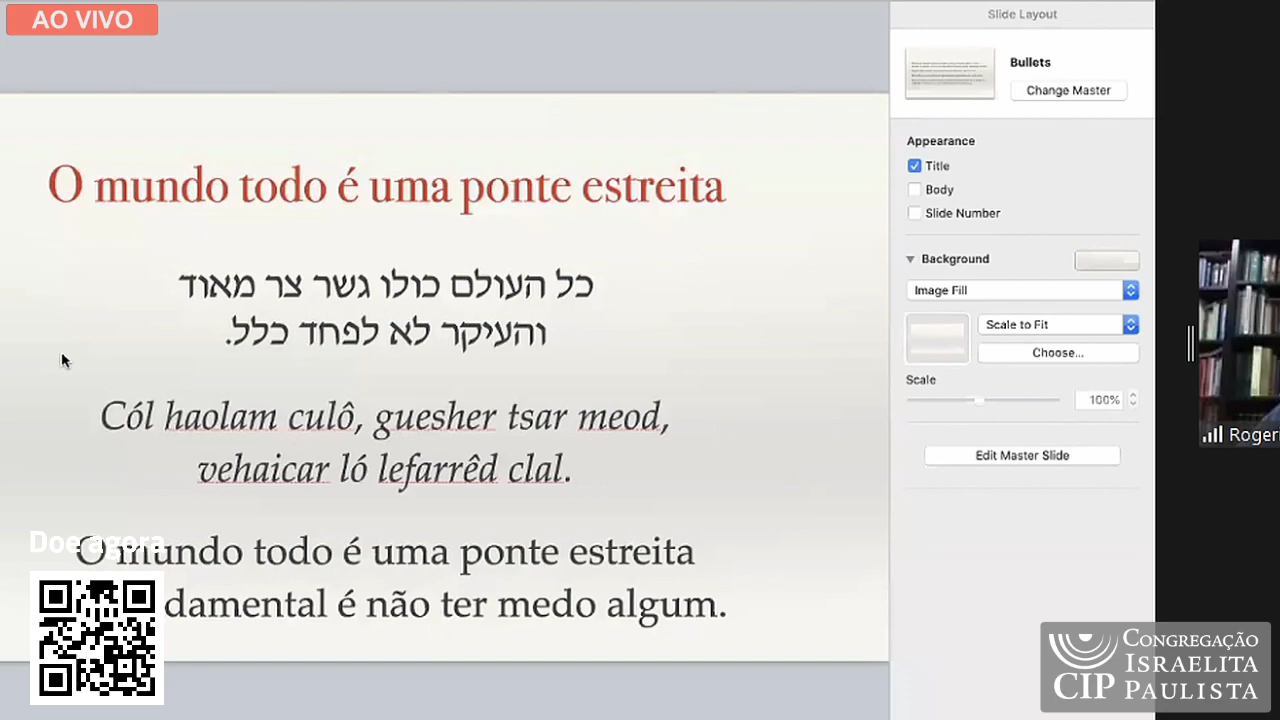 AO VIVO
O mundo todo é uma ponte estreita
כל העולם כולו גשר צר מאוד
והעיקר לא לפחד כלל.
Cól haolam culô, guesher tsar meod,
vehaicar ló lefarrêd clal.
Doe agora
O mundo todo é uma ponte estreita
damental é não ter medo algum.
Slide Layout
Bullets
Change Master
Appearance
Title
Body
Slide Number
Background
Image Fill
Scale to Fit
Choose...
Scale
100%
Edit Master Slide
Rogeri
CONGREGAÇÃO
ISRAELITA
CIP PAULISTA